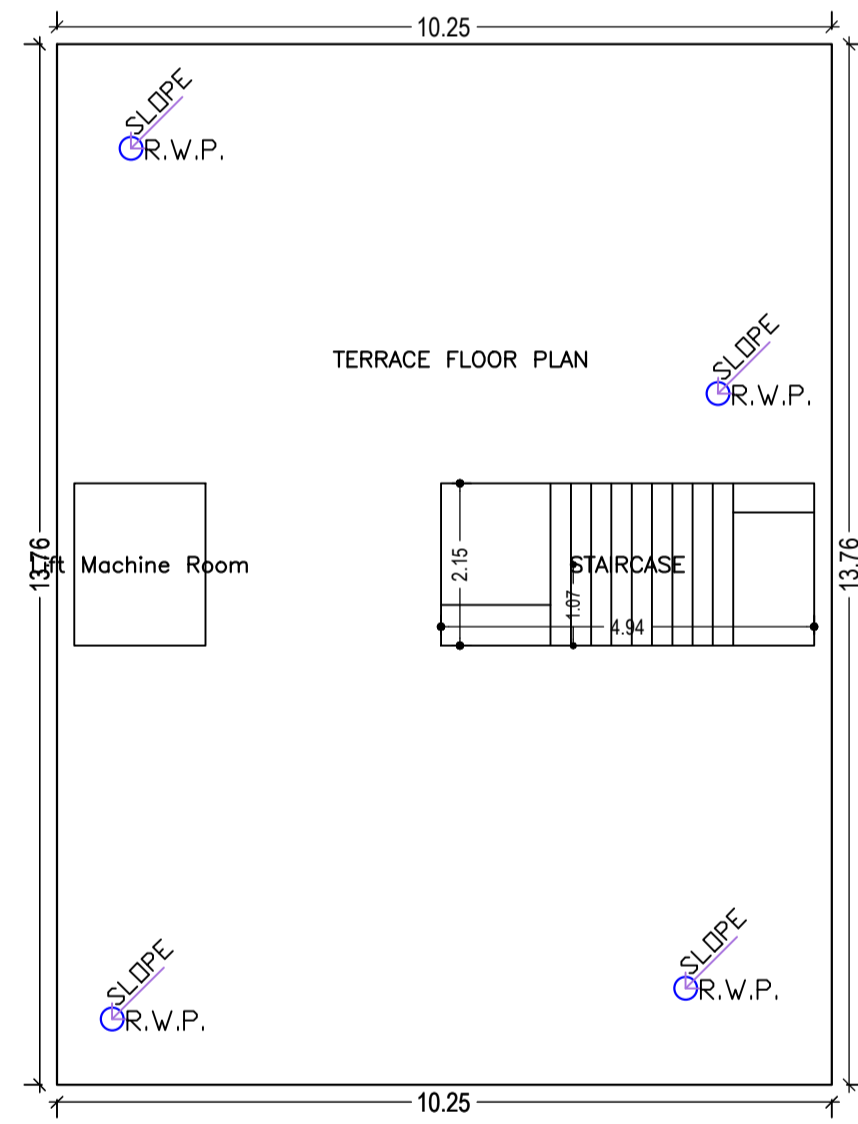 10.25
SLOPE
R.W.P.
TERRACE FLOOR PLAN
SLOPE
R.W.P.
13.76
Lift Machine Room
2.15
STAIRCASE
1.07
4.94
13.76
SLOPE
R.W.P.
SLOPE
R.W.P.
10.25